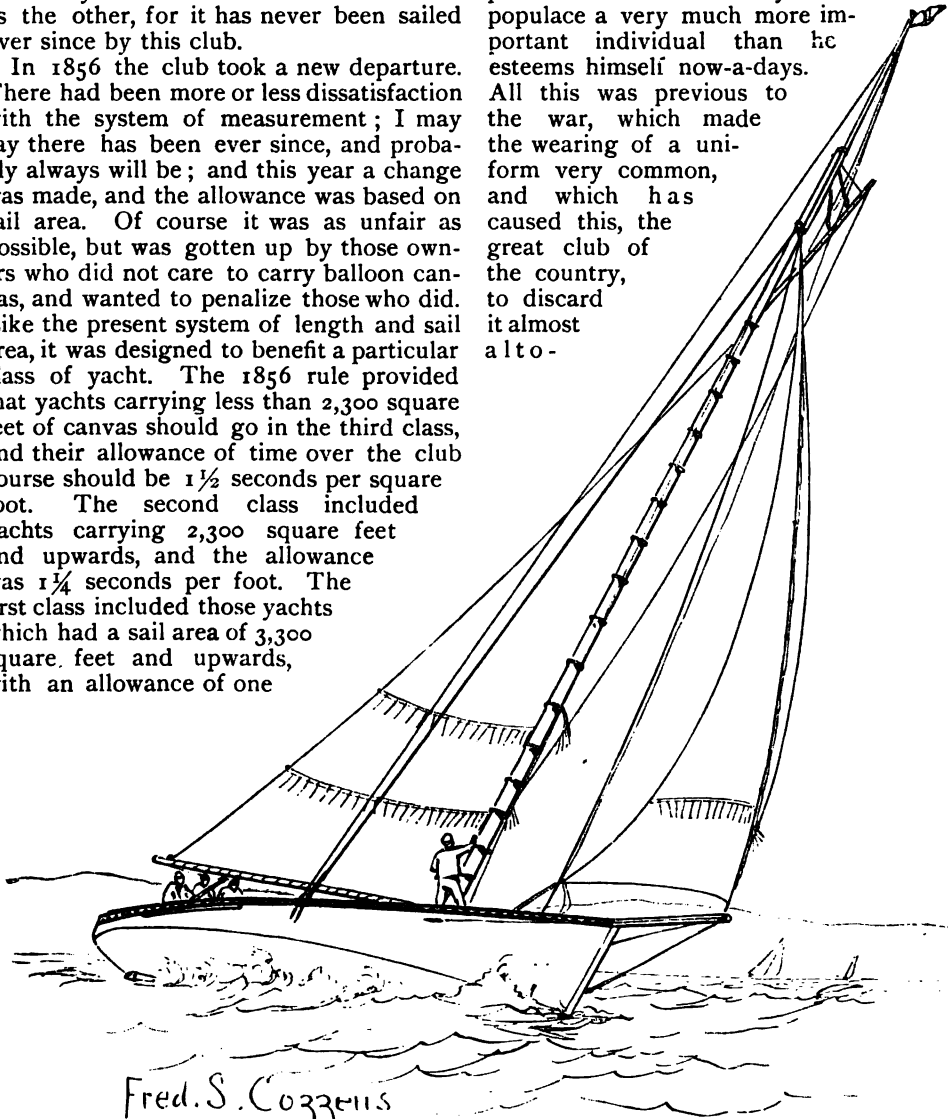 s the other, for it has never been sailed
ver since by this club.
In 1856 the club took a new departure.
There had been more or less dissatisfaction
ith the system of measurement ; I may
ay there has been ever since, and proba-
ly always will be ; and this year a change
as made, and the allowance was based on
ail area. Of course it was as unfair as
ossible, but was gotten up by those own-
rs who did not care to carry balloon can-
as, and wanted to penalize those who did.
ike the present system of length and sail
rea, it was designed to benefit a particular
lass of yacht. The 1856 rule provided
hat yachts carrying less than 2,300 square
eet of canvas should go in the third class,
nd their allowance of time over the club
ourse should be 1½ seconds per square
oot. The second class included
achts carrying 2,300 square feet
nd upwards, and the allowance
as 1¼ seconds per foot. The
rst class included those yachts
hich had a sail area of 3,300
quare. feet and upwards,
ith an allowance of one
populace a very much more im-
portant individual than he
esteems himself now-a-days.
All this was previous to
the war, which made
the wearing of a uni-
form very common,
and which has
caused this, the
great club of
the country,
to discard
it almost
alto-
Fred. S. Cozzens